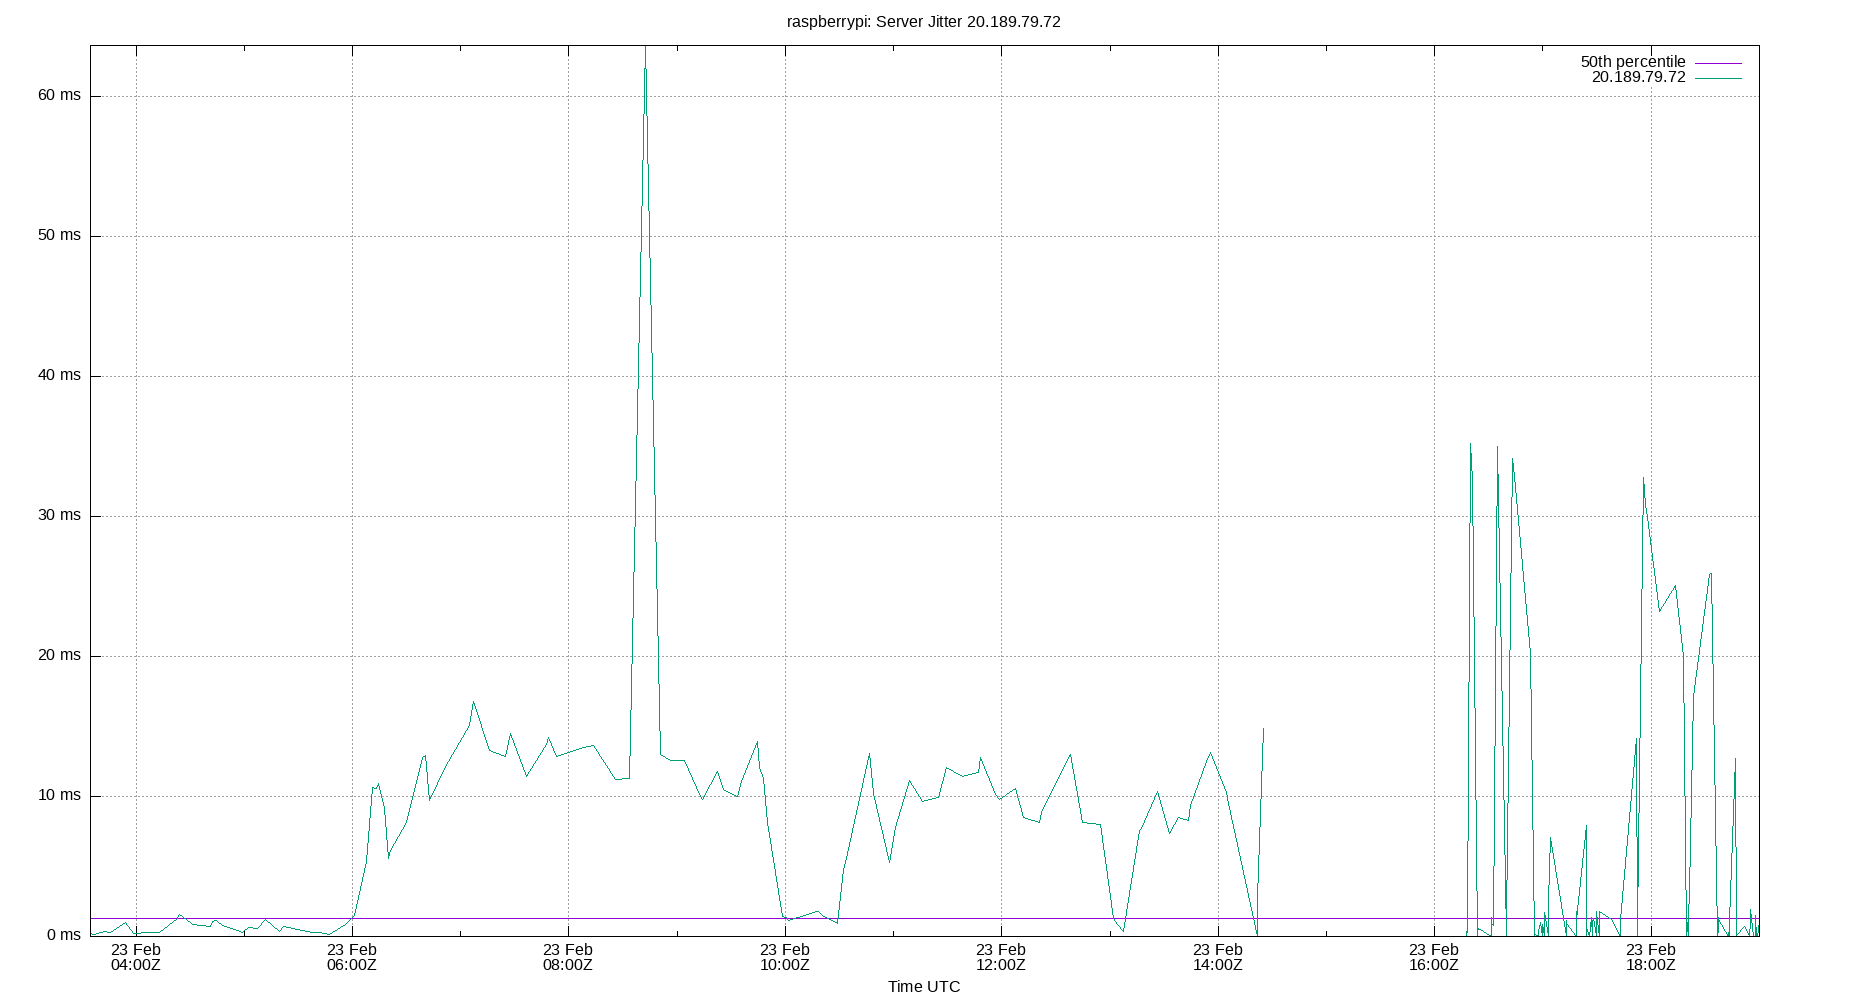 raspberrypi: Server Jitter 20.189.79.72
50th percentile
20.189.79.72
60 ms
50 ms
40 ms
30 ms
20 ms
10 ms
0 ms
23 Feb 23 Feb 23 Feb 23 Feb 23 Feb 23 Feb 23 Feb 23 Feb
04:00Z 06:00Z 08:00Z 10:00Z 12:00Z 14:00Z 16:00Z 18:00Z
Time UTC